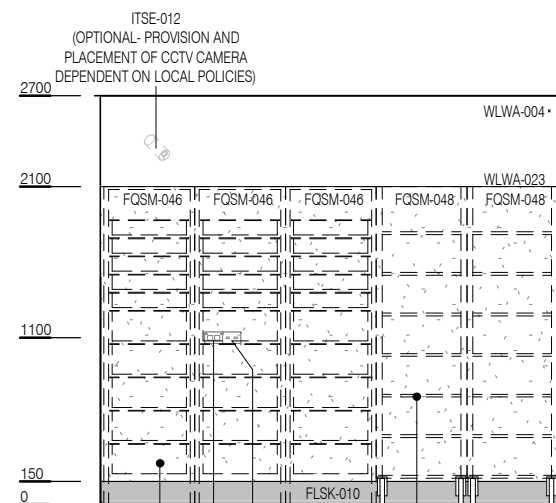 ITSE-012
(OPTIONAL- PROVISION AND
PLACEMENT OF CCTV CAMERA
DEPENDENT ON LOCAL POLICIES)
2700
WLWA-004
2100
WLWA-023
FQSM-046 FQSM-046 FQSM-046 FQSM-048 FQSM-048
1100
150
FLSK-010
0